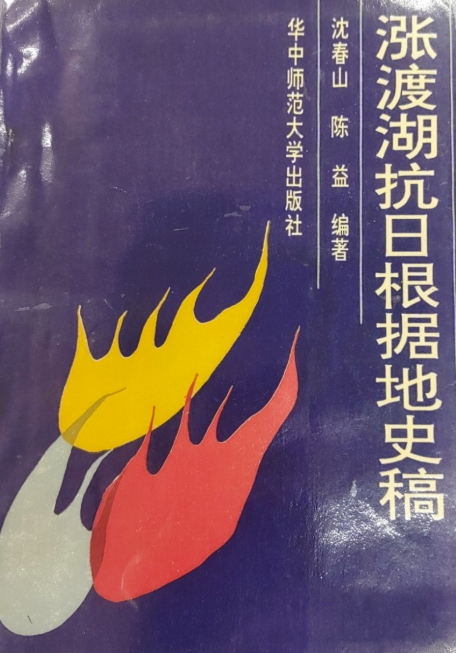 涨渡湖抗日根据地史稿
沈春山 陈益 编著
华中师范大学出版社